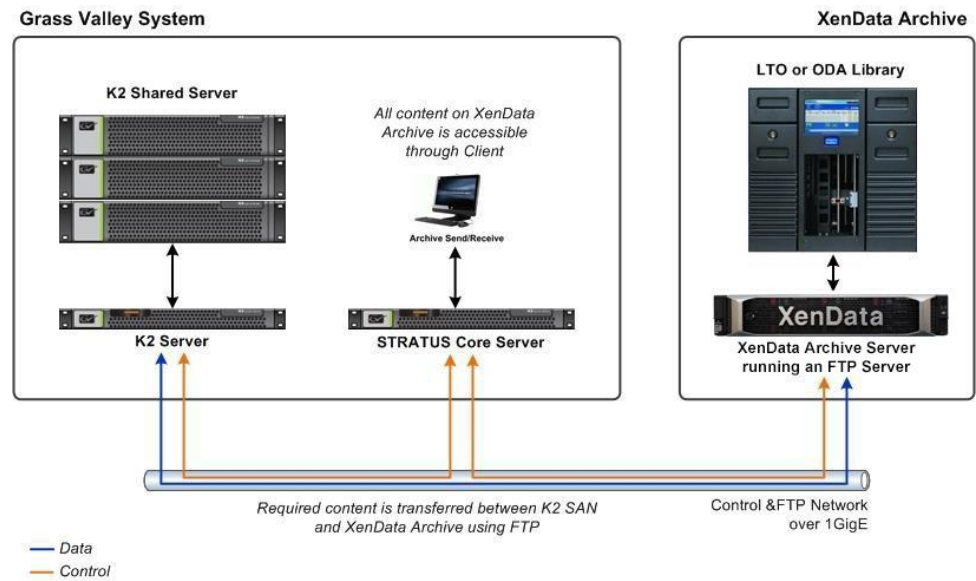 Grass Valley System
XenData Archive
K2 Shared Server
All content on XenData
Archive is accessible
through Client
Archive Send/Receive
LTO or ODA Library
K2 Server
STRATUS Core Server
XenData
XenData Archive Server
running an FTP Server
Required content is transferred between K2 SAN
and XenData Archive using FTP
Control &FTP Network
over 1GigE
Data
Control